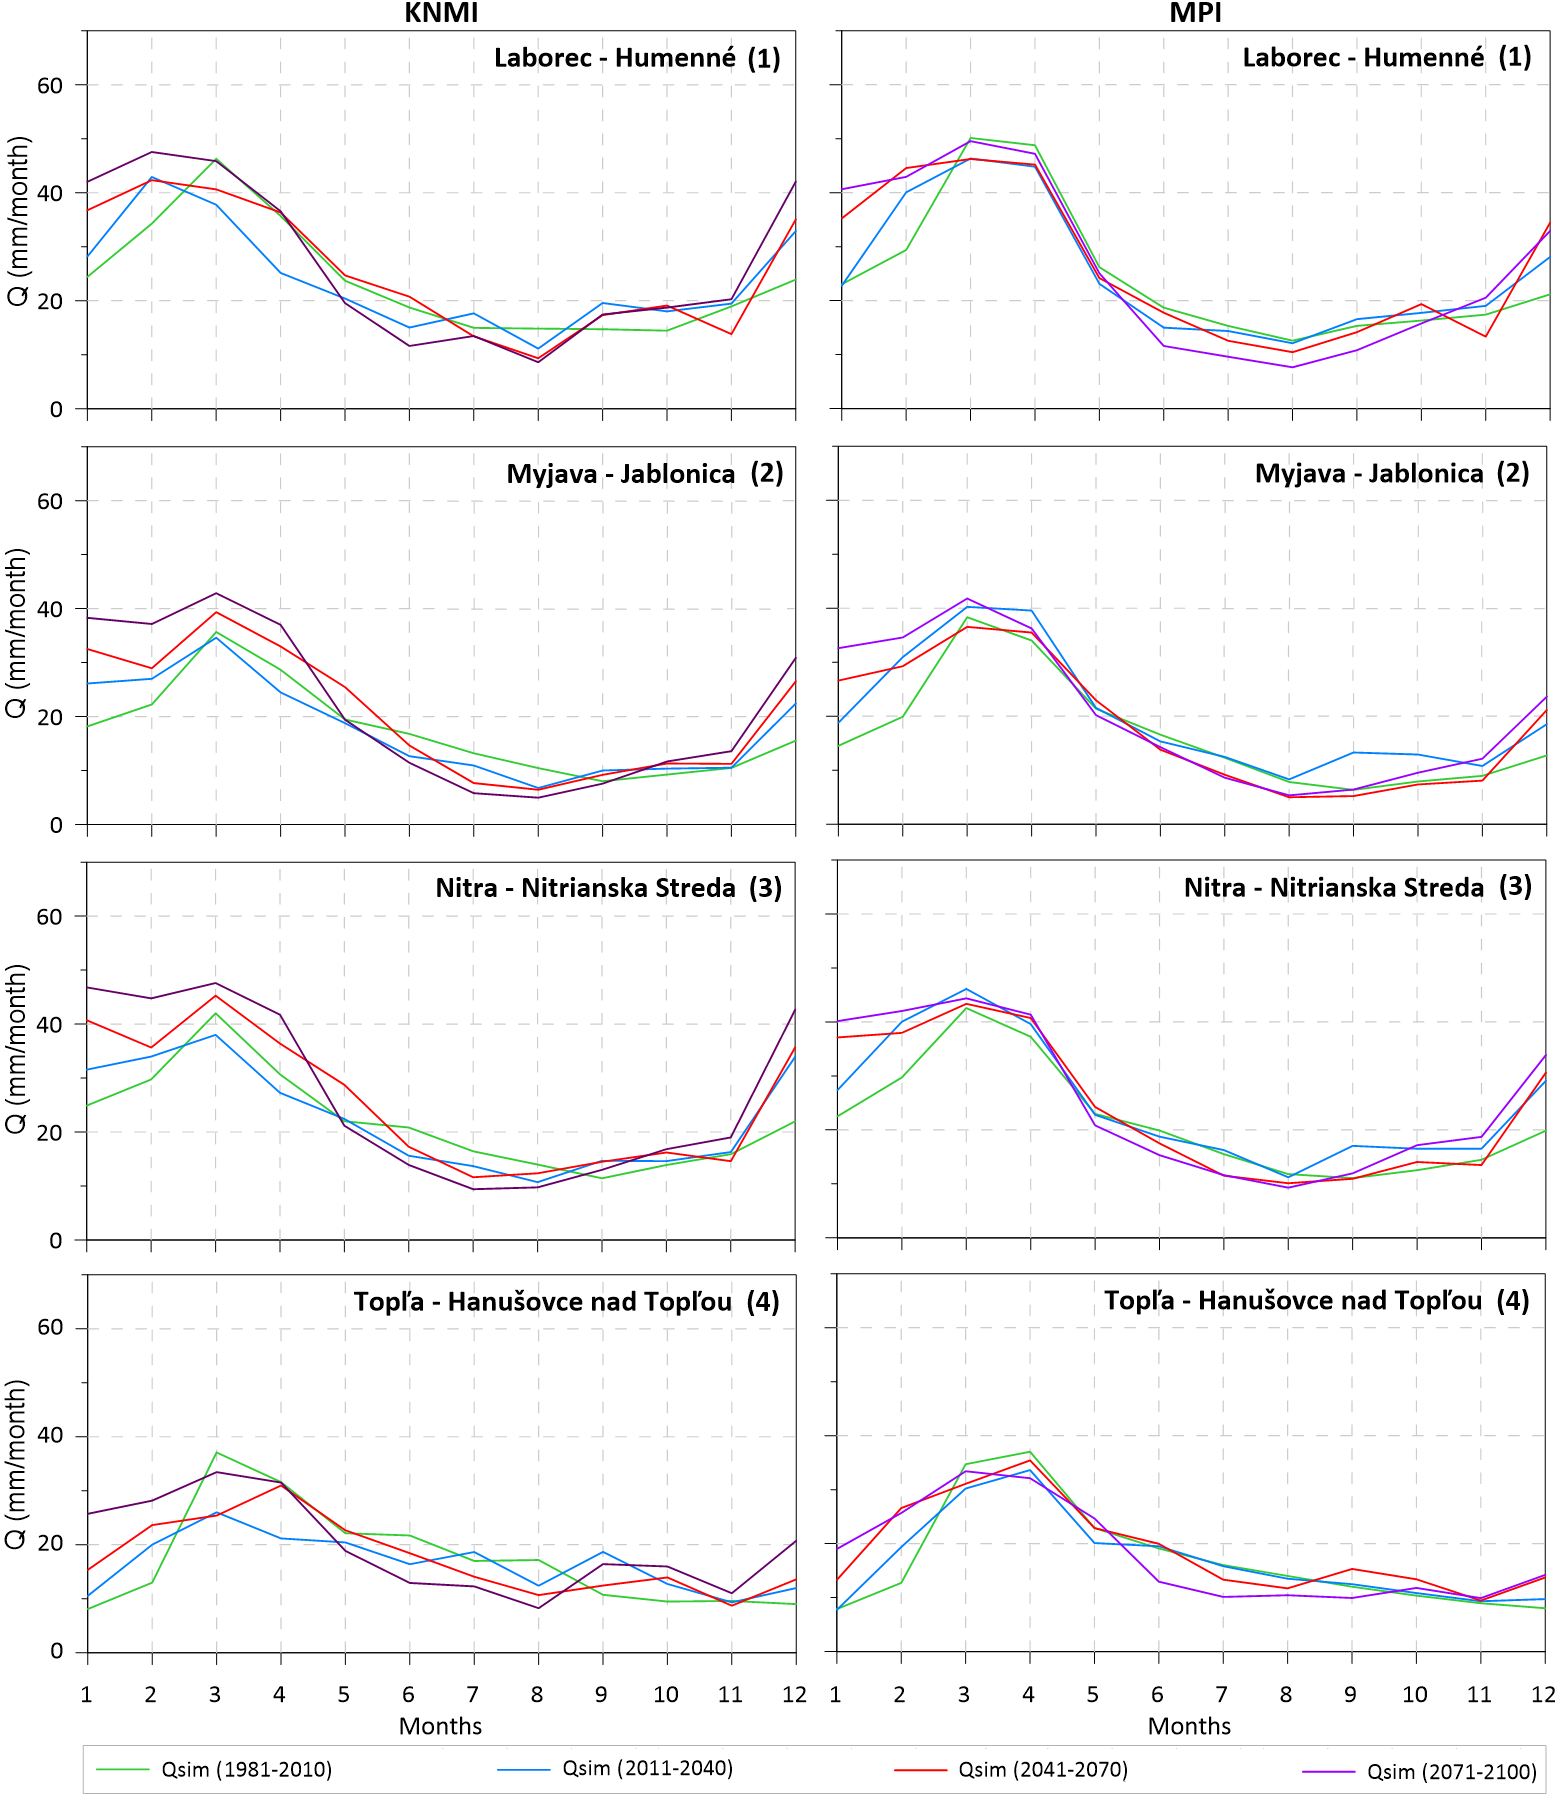 KNMI MPI
Laborec - Humenné (1) Laborec - Humenné (1)
60
40
20
0
Q (mm/month)
Myjava - Jablonica (2) Myjava - Jablonica (2)
60
40
20
0
Q (mm/month)
Nitra - Nitrianska Streda (3) Nitra - Nitrianska Streda (3)
60
40
20
0
Q (mm/month)
Topľa - Hanušovce nad Topľou (4) Topľa - Hanušovce nad Topľou (4)
60
40
20
0
Q (mm/month)
1 2 3 4 5 6 7 8 9 10 11 12 1 2 3 4 5 6 7 8 9 10 11 12
Months Months
Qsim (1981-2010) Qsim (2011-2040) Qsim (2041-2070) Qsim (2071-2100)